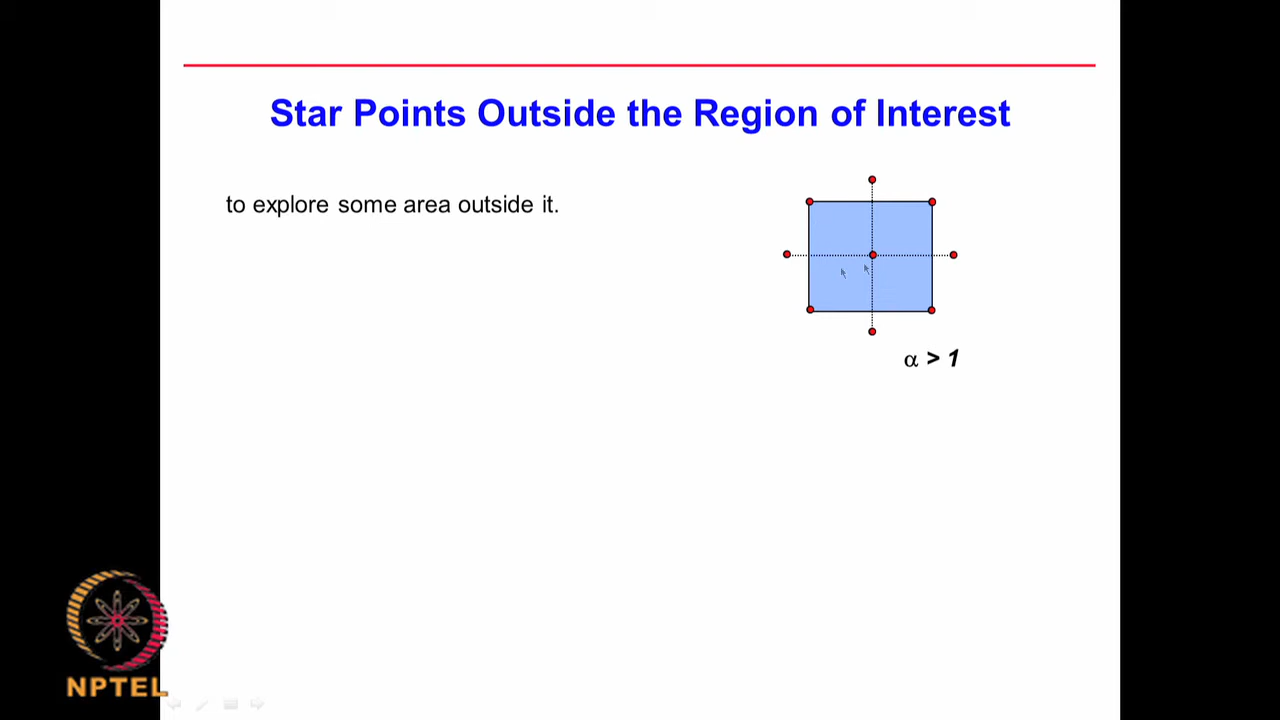 Star Points Outside the Region of Interest
to explore some area outside it.
α > 1
NPTEL